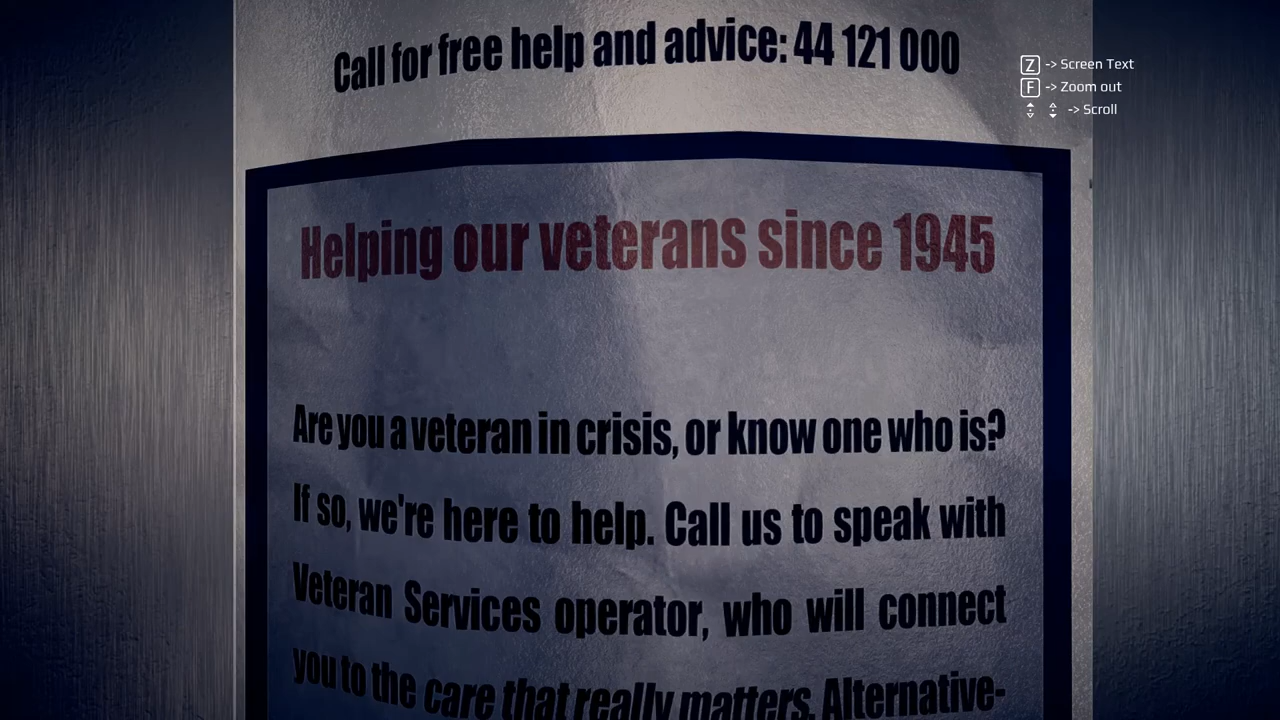 Call for free help and advice: 44 121 000
Z -> Screen Text
F -> Zoom out
-> Scroll
Helping our veterans since 1945
Are you a veteran in crisis, or know one who is?
If so, we're here to help. Call us to speak with
Veteran Services operator, who will connect
you to the care that really matters. Alternative-